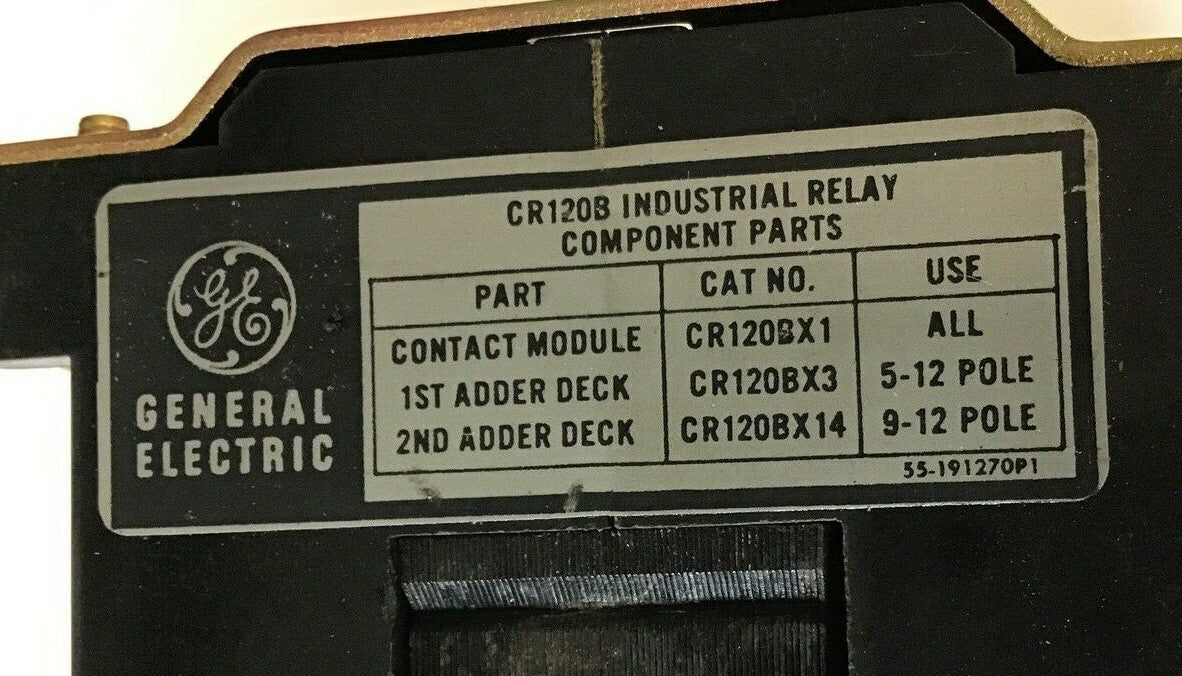 CR120B INDUSTRIAL RELAY
COMPONENT PARTS
PART CAT NO. USE
CONTACT MODULE CR120BX1 ALL
1ST ADDER DECK CR120BX3 5-12 POLE
2ND ADDER DECK CR120BX14 9-12 POLE
55-191270P1
GE
GENERAL
ELECTRIC